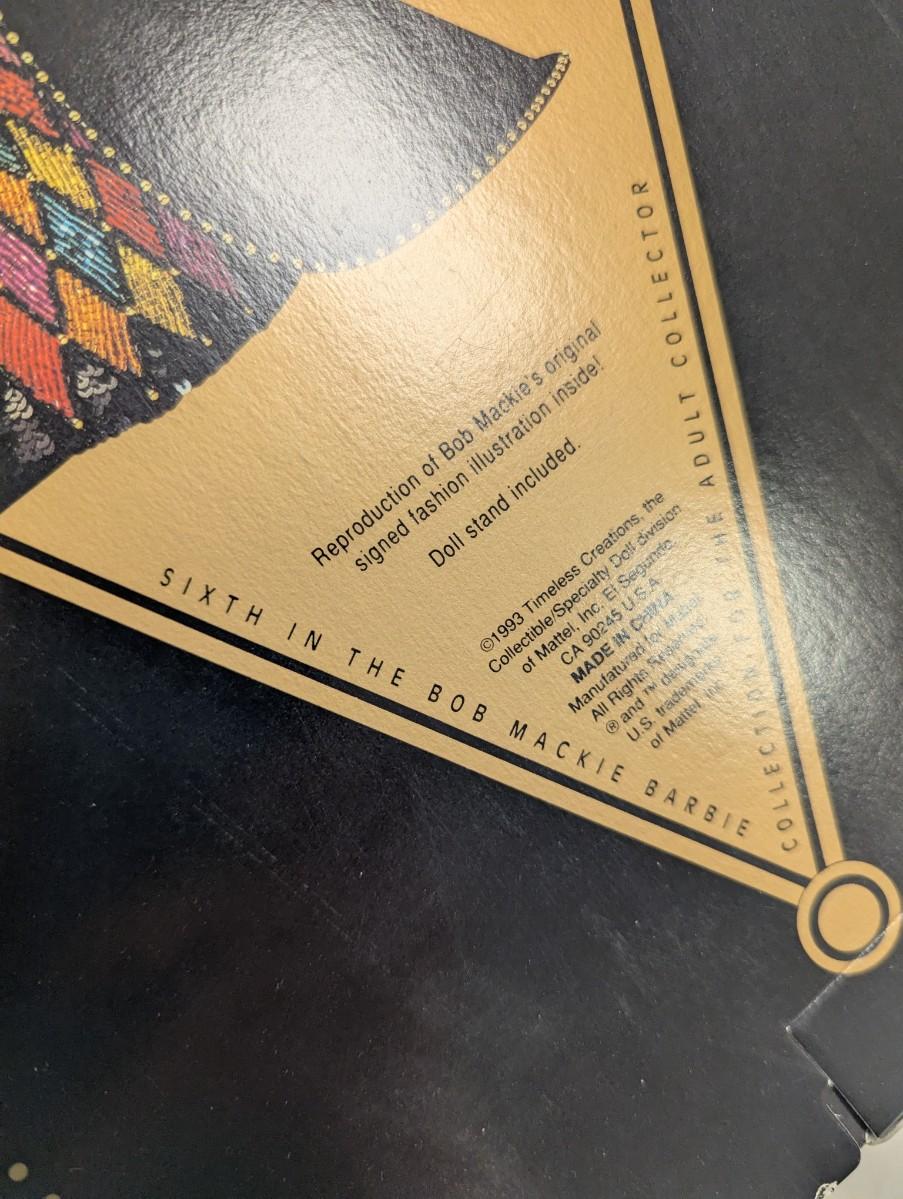 Reproduction of Bob Mackie's original
signed fashion illustration inside!
Doll stand included.
©1993 Timeless Creations, the
Collectible/Specialty Doll division
of Mattel, Inc. El Segundo
CA 90245 U.S.A
MADE IN CHINA
Manufatured for Mattel
All Rights Reserved
® and ™ designate
U.S. trademarks
of Mattel Inc.
SIXTH IN THE BOB MACKIE BARBIE
COLLECTION FOR THE ADULT COLLECTOR